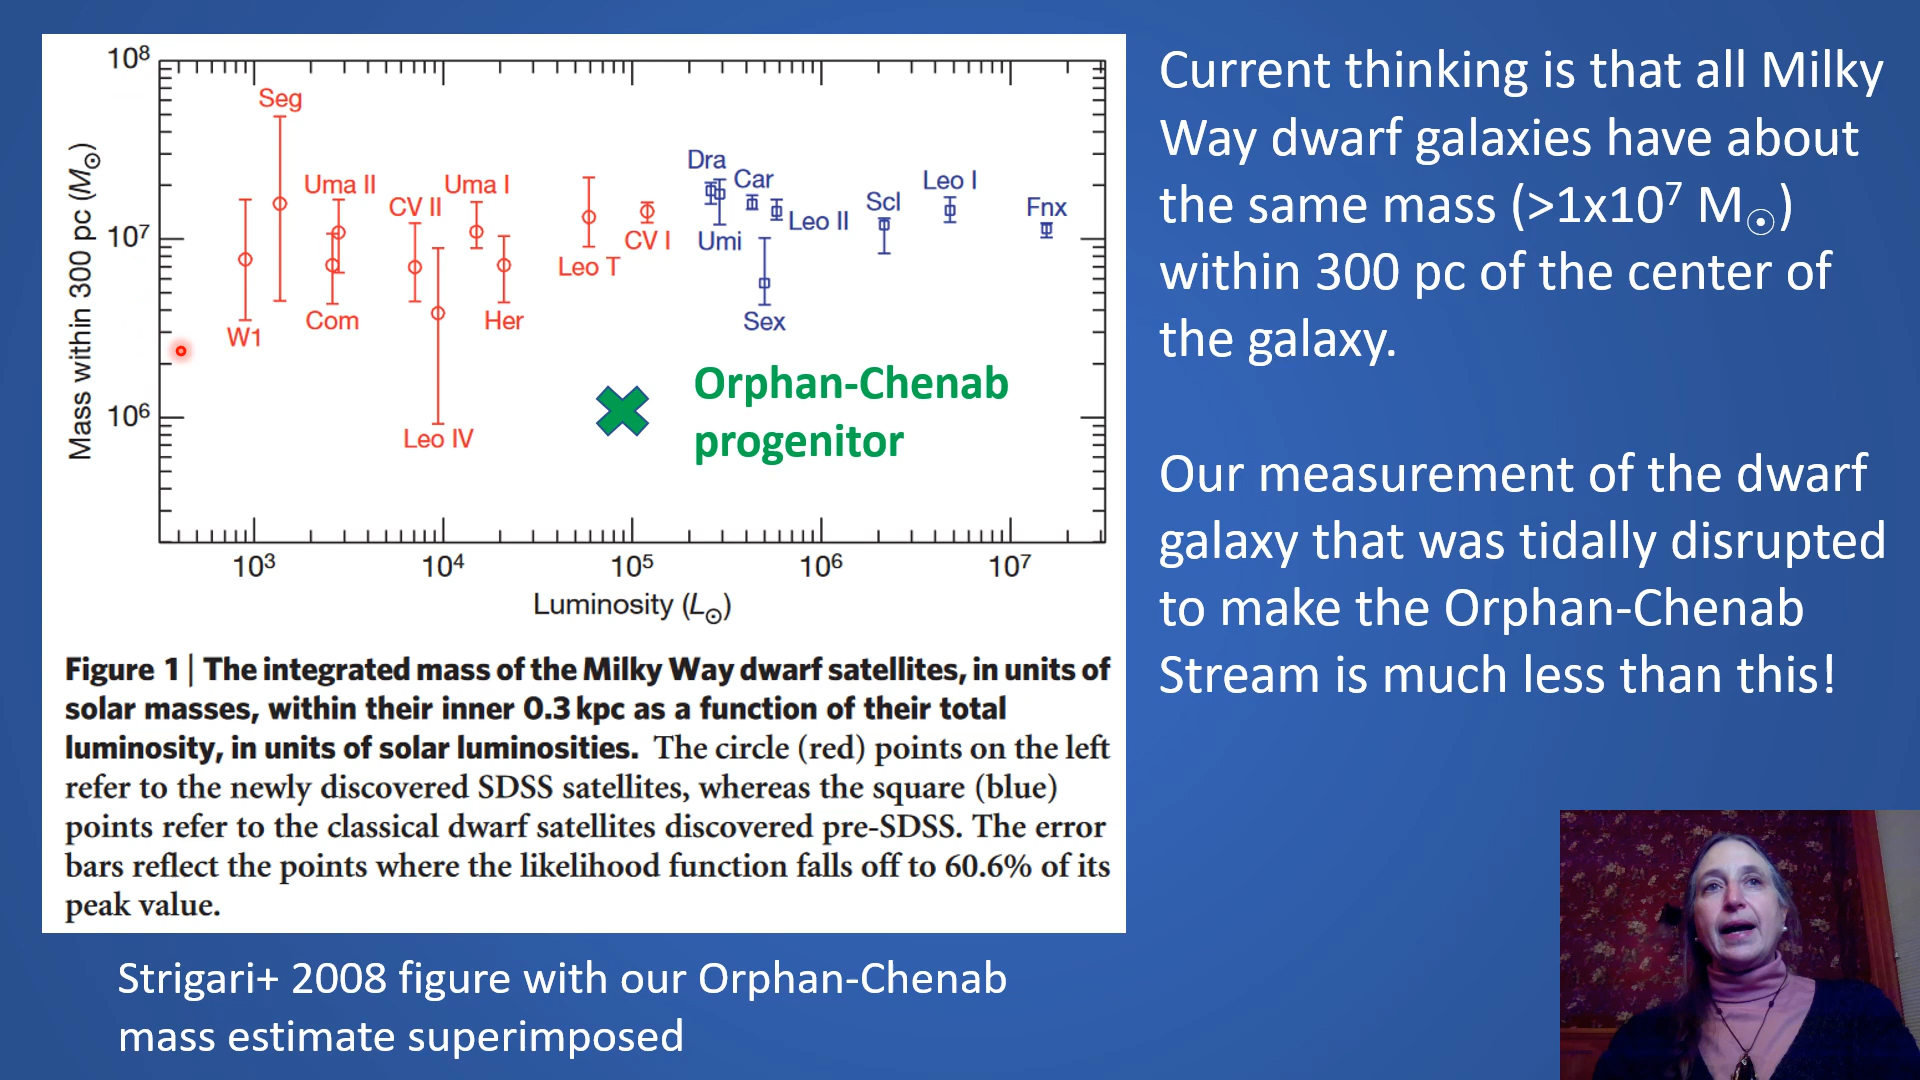 10⁸
10⁷
10⁶
Mass within 300 pc (M☉)
Seg
Uma II
Uma I
CV II
W1
Com
Leo IV
Her
Leo T
CV I
Dra
Car
Umi
Leo II
Sex
Scl
Leo I
Fnx
Orphan-Chenab
progenitor
10³ 10⁴ 10⁵ 10⁶ 10⁷
Luminosity (L☉)
Figure 1 | The integrated mass of the Milky Way dwarf satellites, in units of
solar masses, within their inner 0.3 kpc as a function of their total
luminosity, in units of solar luminosities. The circle (red) points on the left
refer to the newly discovered SDSS satellites, whereas the square (blue)
points refer to the classical dwarf satellites discovered pre-SDSS. The error
bars reflect the points where the likelihood function falls off to 60.6% of its
peak value.
Strigari+ 2008 figure with our Orphan-Chenab
mass estimate superimposed
Current thinking is that all Milky
Way dwarf galaxies have about
the same mass (>1x10⁷ M☉)
within 300 pc of the center of
the galaxy.
Our measurement of the dwarf
galaxy that was tidally disrupted
to make the Orphan-Chenab
Stream is much less than this!